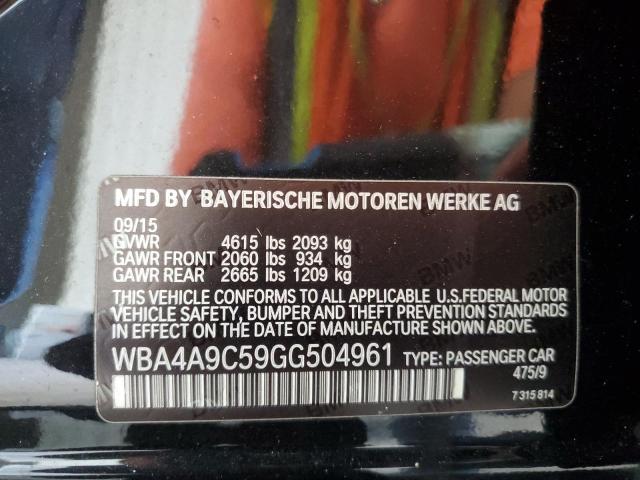 MFD BY BAYERISCHE MOTOREN WERKE AG
09/15
GVWR 4615 lbs 2093 kg
GAWR FRONT 2060 lbs 934 kg
GAWR REAR 2665 lbs 1209 kg
THIS VEHICLE CONFORMS TO ALL APPLICABLE U.S.FEDERAL MOTOR
VEHICLE SAFETY, BUMPER AND THEFT PREVENTION STANDARDS
IN EFFECT ON THE DATE OF MANUFACTURE SHOWN ABOVE.
WBA4A9C59GG504961 TYPE: PASSENGER CAR
475/9
7 315 814